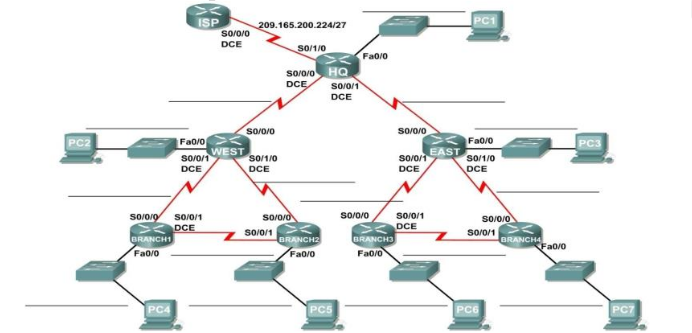 ISP
209.165.200.224/27
S0/0/0
DCE
S0/1/0
PC1
Fa0/0
HQ
S0/0/0
DCE
S0/0/1
DCE
S0/0/0
S0/0/0
PC2
Fa0/0
WEST
EAST
Fa0/0
PC3
S0/0/1
DCE
S0/1/0
DCE
S0/0/1
DCE
S0/1/0
DCE
S0/0/0
S0/0/1
DCE
S0/0/0
S0/0/1
S0/0/0
S0/0/1
DCE
S0/0/0
S0/0/1
BRANCH1
BRANCH2
BRANCH3
BRANCH4
Fa0/0
Fa0/0
Fa0/0
Fa0/0
PC4
PC5
PC6
PC7